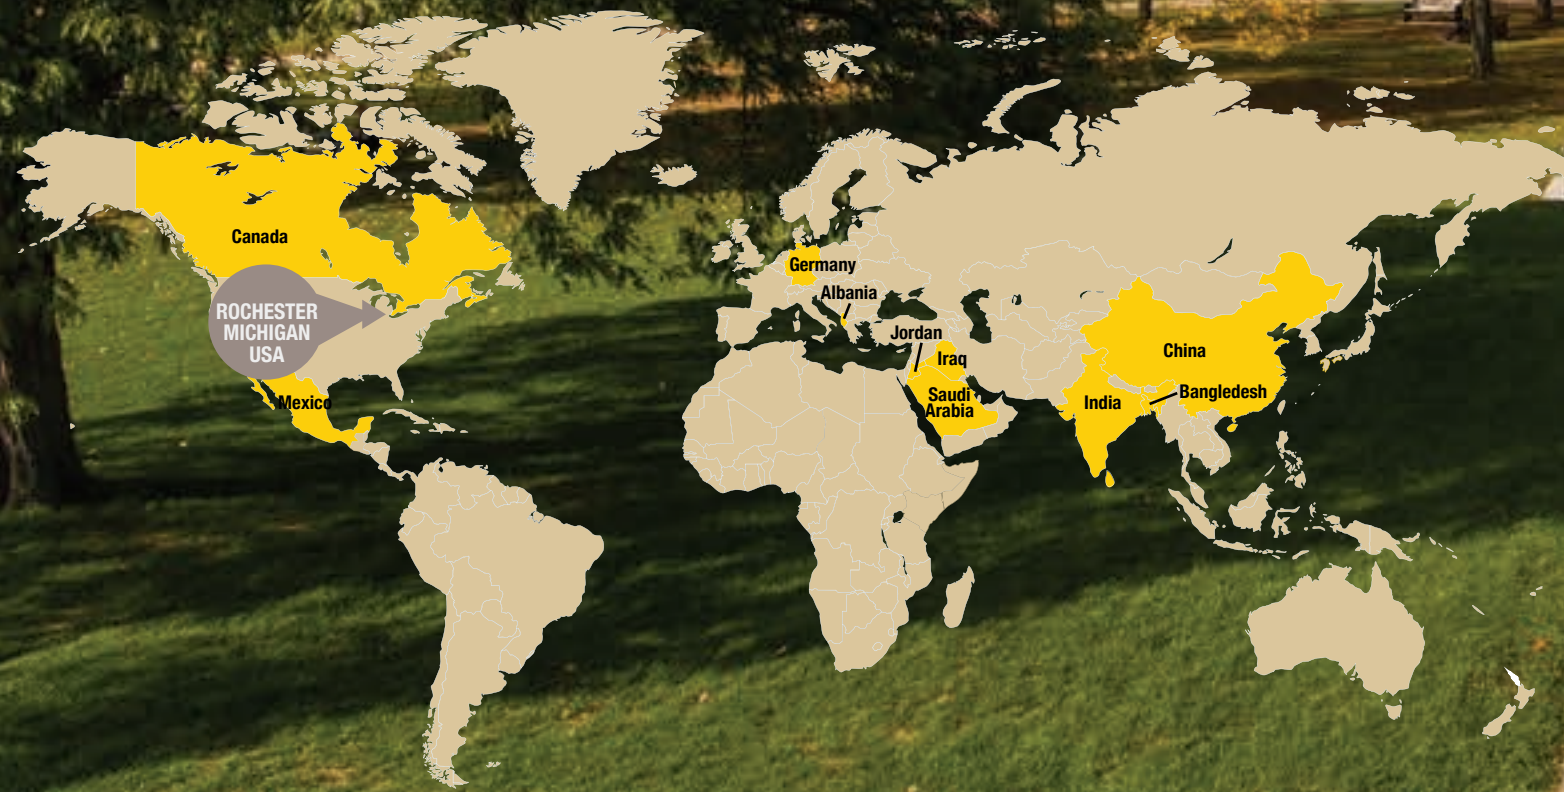 Canada
ROCHESTER
MICHIGAN
USA
Mexico
Germany
Albania
Jordan
Iraq
Saudi
Arabia
China
Bangledesh
India